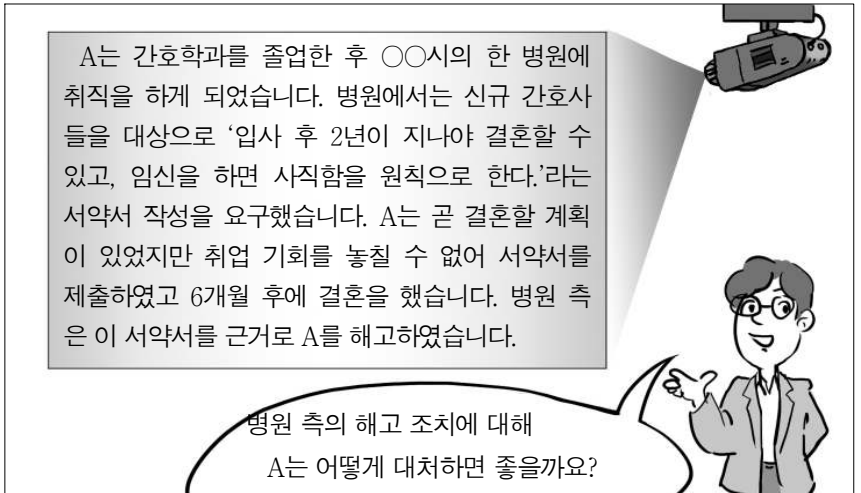 A는 간호학과를 졸업한 후 ○○시의 한 병원에
취직을 하게 되었습니다. 병원에서는 신규 간호사
들을 대상으로 ‘입사 후 2년이 지나야 결혼할 수
있고, 임신을 하면 사직함을 원칙으로 한다.’라는
서약서 작성을 요구했습니다. A는 곧 결혼할 계획
이 있었지만 취업 기회를 놓칠 수 없어 서약서를
제출하였고 6개월 후에 결혼을 했습니다. 병원 측
은 이 서약서를 근거로 A를 해고하였습니다.
병원 측의 해고 조치에 대해
A는 어떻게 대처하면 좋을까요?